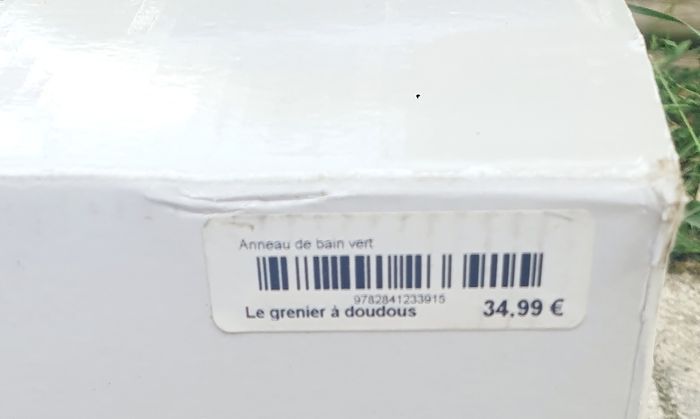 Anneau de bain vert
9782841233915
Le grenier à doudous 34.99 €